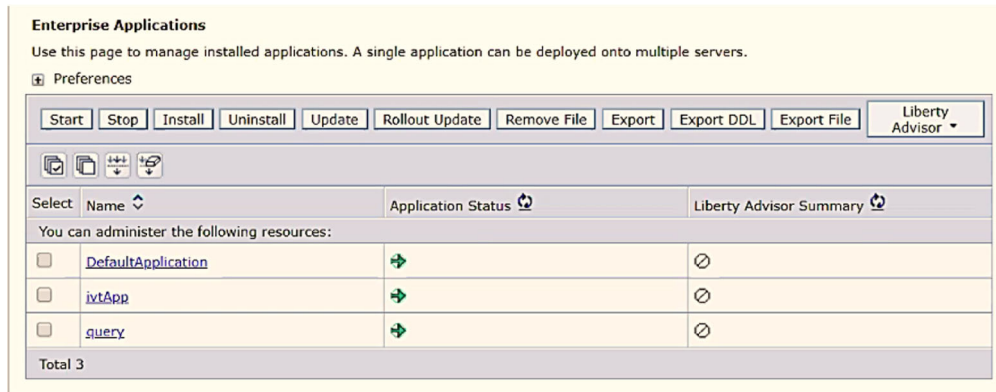 Enterprise Applications
Use this page to manage installed applications. A single application can be deployed onto multiple servers.
Preferences
Start Stop Install Uninstall Update Rollout Update Remove File Export Export DDL Export File Liberty Advisor
Select Name Application Status Liberty Advisor Summary
You can administer the following resources:
DefaultApplication
ivtApp
query
Total 3